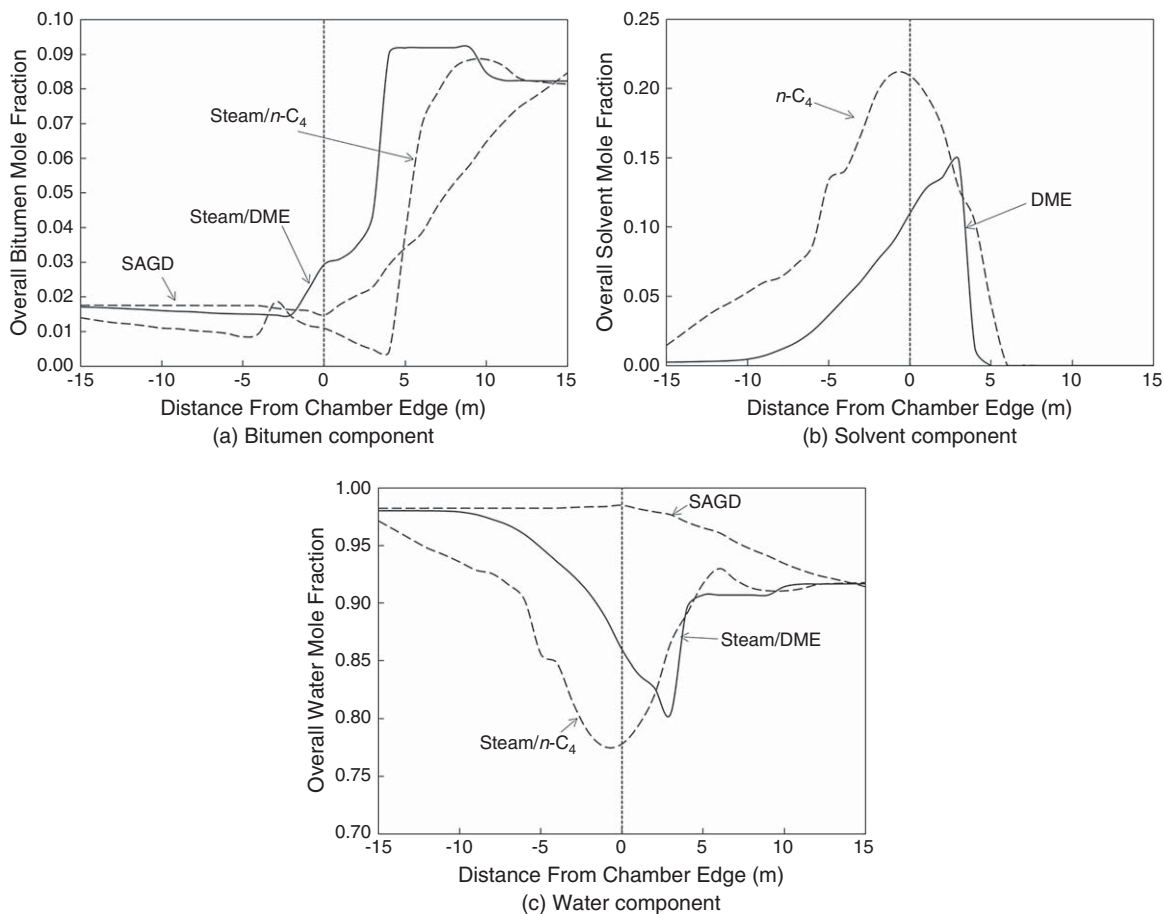 Overall Bitumen Mole Fraction
0.10
0.09
0.08
0.07
0.06
0.05
0.04
0.03
0.02
0.01
0.00
Steam/n-C4
Steam/DME
SAGD
-15 -10 -5 0 5 10 15
Distance From Chamber Edge (m)
(a) Bitumen component
Overall Solvent Mole Fraction
0.25
0.20
0.15
0.10
0.05
0.00
n-C4
DME
-15 -10 -5 0 5 10 15
Distance From Chamber Edge (m)
(b) Solvent component
Overall Water Mole Fraction
1.00
0.95
0.90
0.85
0.80
0.75
0.70
SAGD
Steam/DME
Steam/n-C4
-15 -10 -5 0 5 10 15
Distance From Chamber Edge (m)
(c) Water component